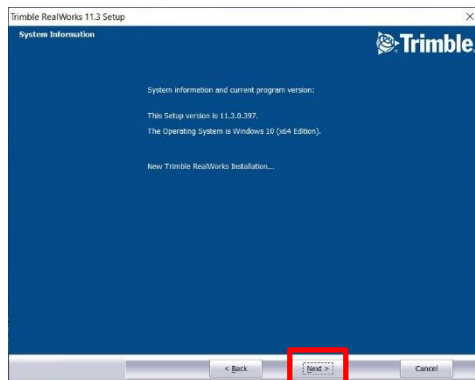 Trimble RealWorks 11.3 Setup
System Information
Trimble
System information and current program version:
This Setup version is 11.3.0.397.
The Operating System is Windows 10 (x64 Edition).
New Trimble RealWorks Installation...
< Back
Next >
Cancel